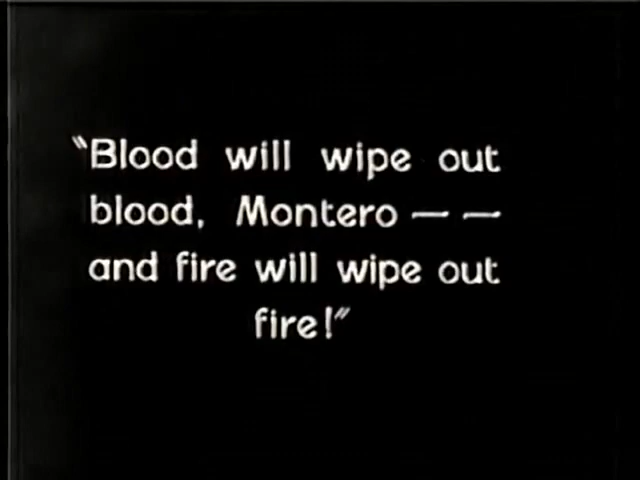 "Blood will wipe out
blood, Montero — —
and fire will wipe out
fire!"